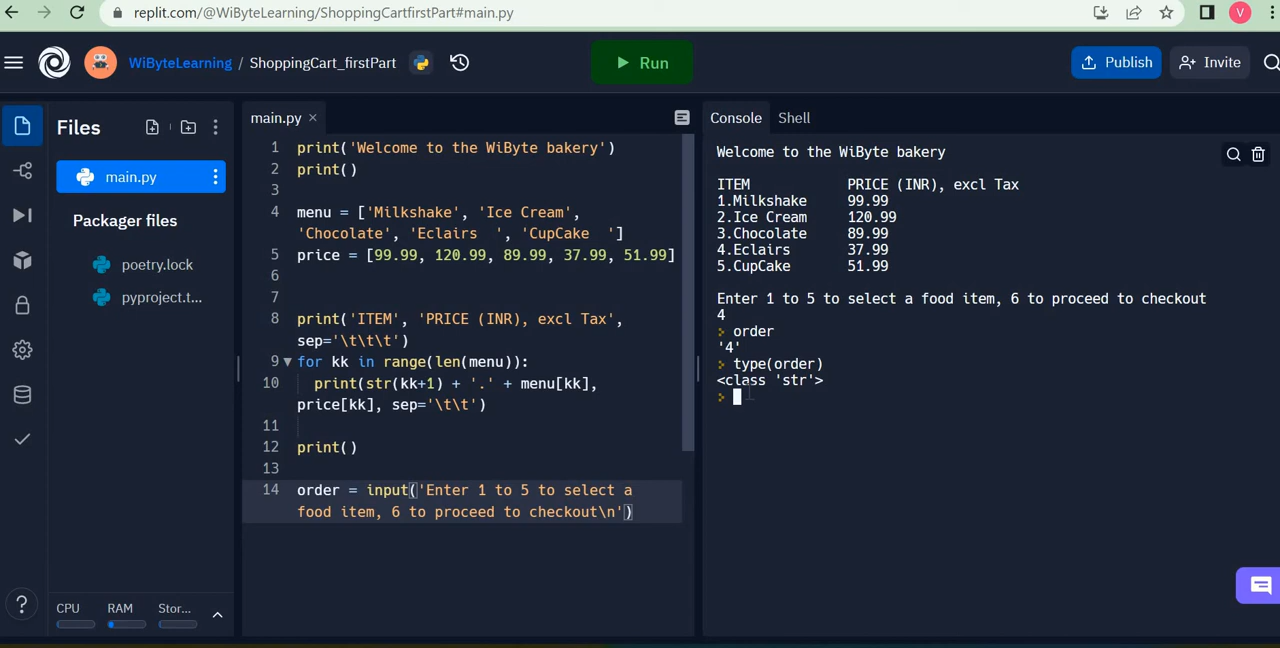 replit.com/@WiByteLearning/ShoppingCartfirstPart#main.py
V
WiByteLearning / ShoppingCart_firstPart
Run
Publish
Invite
Files
main.py
Packager files
poetry.lock
pyproject.t...
CPU RAM Stor...
main.py
1 print('Welcome to the WiByte bakery')
2 print()
3
4 menu = ['Milkshake', 'Ice Cream',
'Chocolate', 'Eclairs  ', 'CupCake  ']
5 price = [99.99, 120.99, 89.99, 37.99, 51.99]
6
7
8 print('ITEM', 'PRICE (INR), excl Tax',
sep='\t\t\t')
9 for kk in range(len(menu)):
10   print(str(kk+1) + '.' + menu[kk],
price[kk], sep='\t\t')
11
12 print()
13
14 order = input('Enter 1 to 5 to select a
food item, 6 to proceed to checkout\n')
Console Shell
Welcome to the WiByte bakery
ITEM PRICE (INR), excl Tax
1.Milkshake 99.99
2.Ice Cream 120.99
3.Chocolate 89.99
4.Eclairs 37.99
5.CupCake 51.99
Enter 1 to 5 to select a food item, 6 to proceed to checkout
4
> order
'4'
> type(order)
<class 'str'>
>